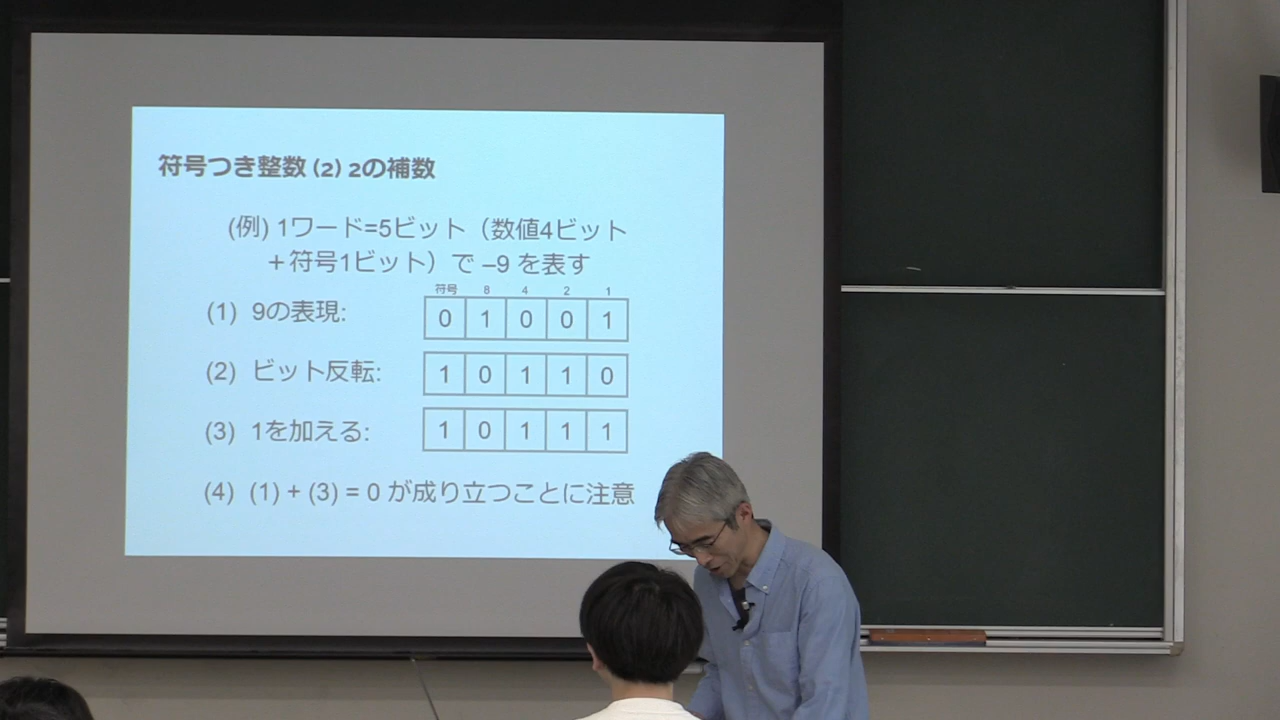 符号つき整数 (2) 2の補数
(例) 1ワード=5ビット（数値4ビット
＋符号1ビット）で –9 を表す
符号 8 4 2 1
(1) 9の表現: 0 1 0 0 1
(2) ビット反転: 1 0 1 1 0
(3) 1を加える: 1 0 1 1 1
(4) (1) + (3) = 0 が成り立つことに注意